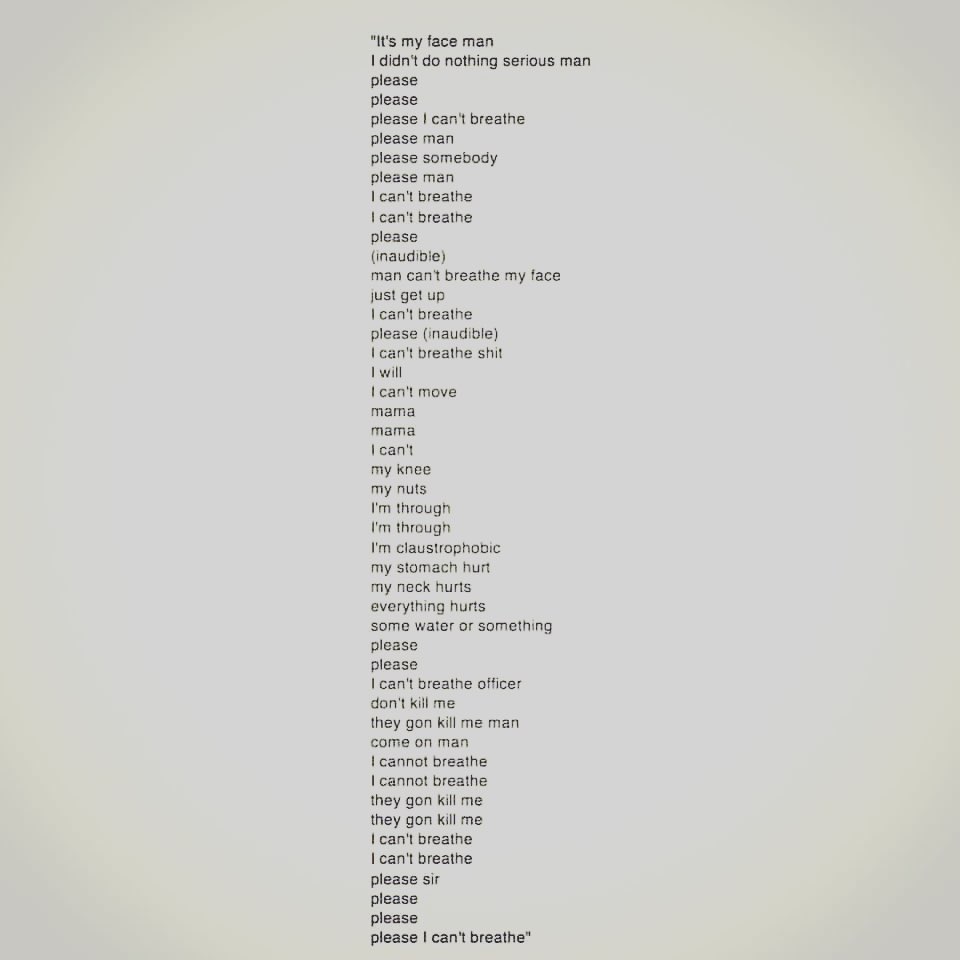 "It's my face man
I didn't do nothing serious man
please
please
please I can't breathe
please man
please somebody
please man
I can't breathe
I can't breathe
please
(inaudible)
man can't breathe my face
just get up
I can't breathe
please (inaudible)
I can't breathe shit
I will
I can't move
mama
mama
I can't
my knee
my nuts
I'm through
I'm through
I'm claustrophobic
my stomach hurt
my neck hurts
everything hurts
some water or something
please
please
I can't breathe officer
don't kill me
they gon kill me man
come on man
I cannot breathe
I cannot breathe
they gon kill me
they gon kill me
I can't breathe
I can't breathe
please sir
please
please
please I can't breathe"